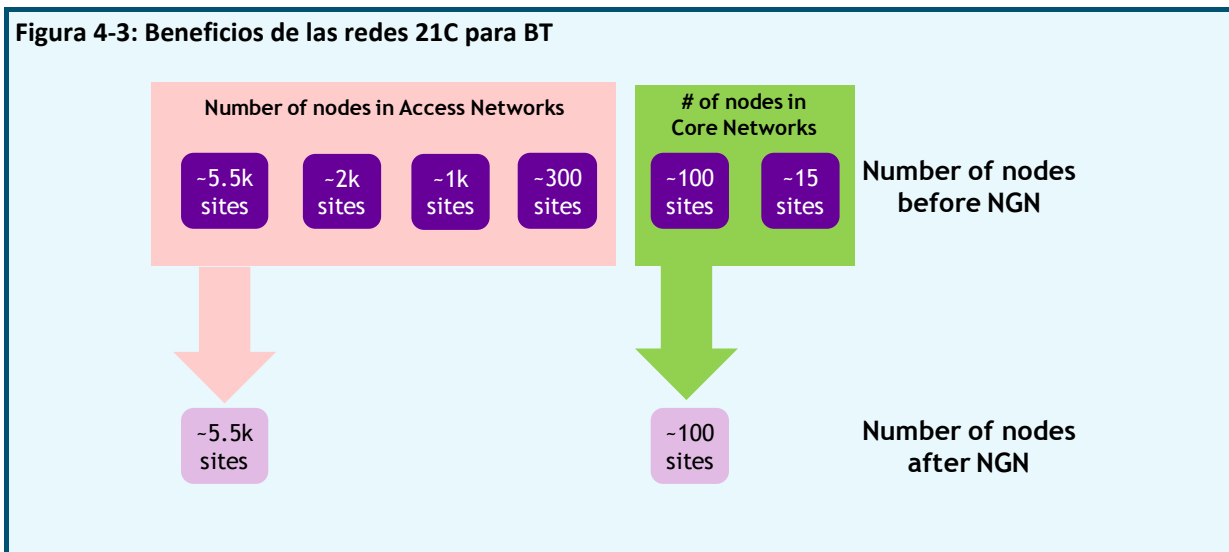 Figura 4-3: Beneficios de las redes 21C para BT
Number of nodes in Access Networks
# of nodes in
Core Networks
~5.5k
sites
~2k
sites
~1k
sites
~300
sites
~100
sites
~15
sites
Number of nodes
before NGN
~5.5k
sites
~100
sites
Number of nodes
after NGN